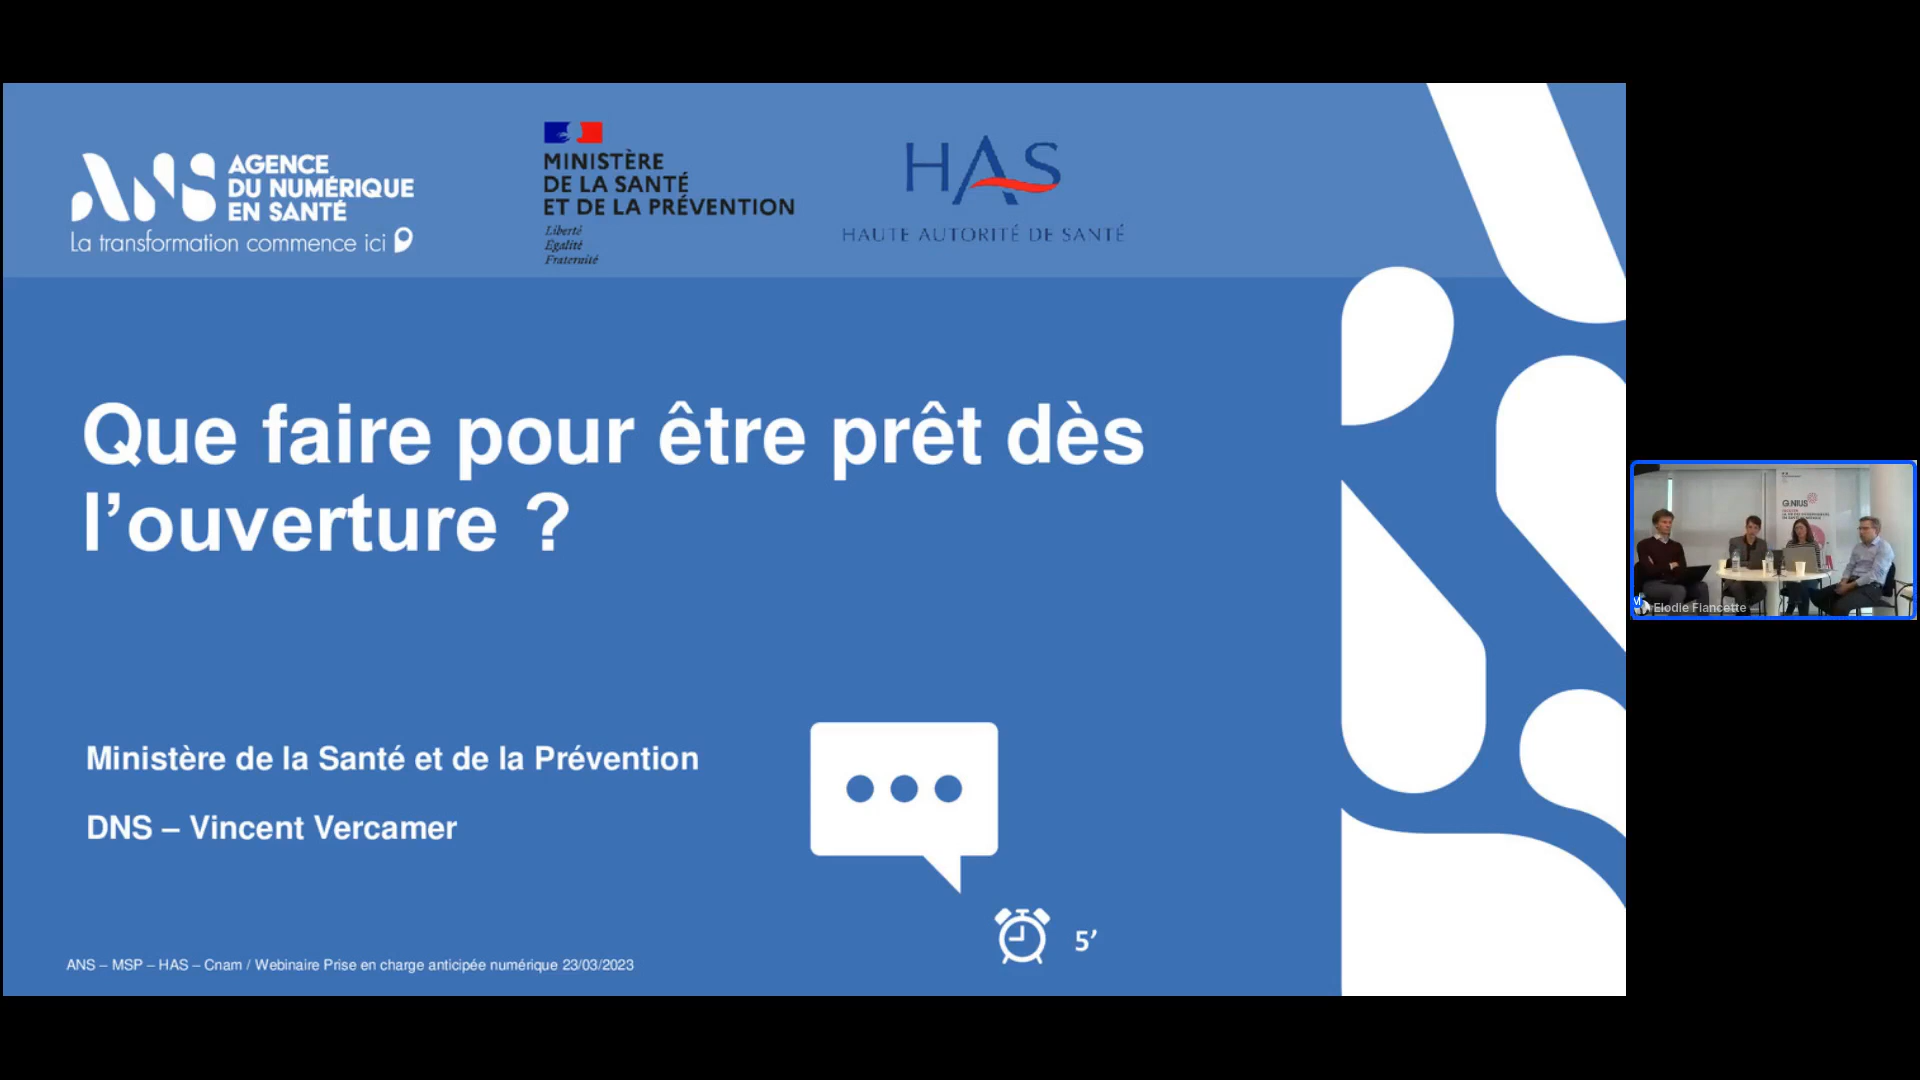 ANS AGENCE
DU NUMÉRIQUE
EN SANTÉ
La transformation commence ici
MINISTÈRE
DE LA SANTÉ
ET DE LA PRÉVENTION
Liberté
Égalité
Fraternité
HAS
HAUTE AUTORITÉ DE SANTÉ
Que faire pour être prêt dès
l’ouverture ?
Ministère de la Santé et de la Prévention
DNS – Vincent Vercamer
5’
ANS – MSP – HAS – Cnam / Webinaire Prise en charge anticipée numérique 23/03/2023
G_NIUS
Elodie Flancette